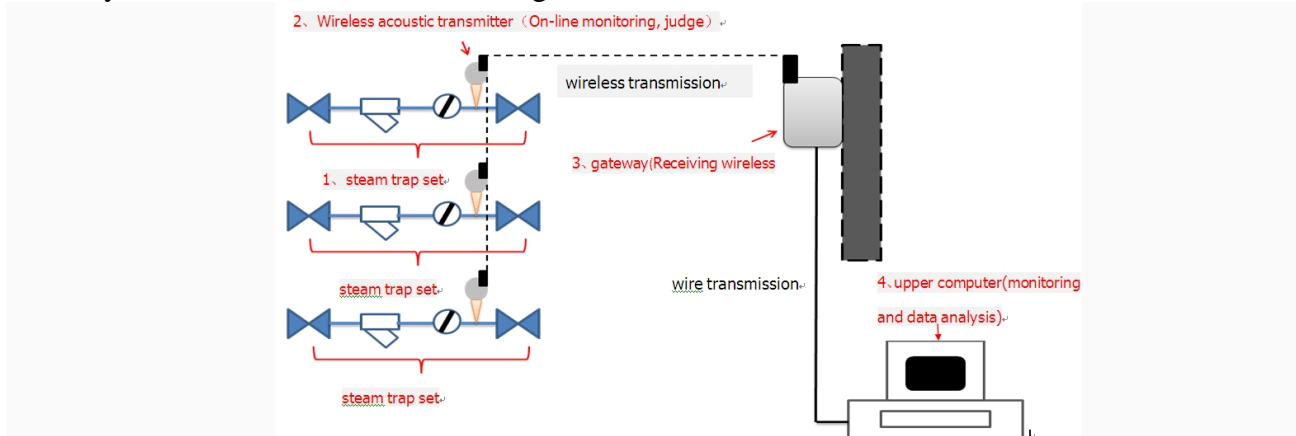 2、Wireless acoustic transmitter（On-line monitoring, judge）
wireless transmission
3、gateway(Receiving wireless
1、steam trap set
steam trap set
wire transmission
4、upper computer(monitoring
and data analysis)
steam trap set